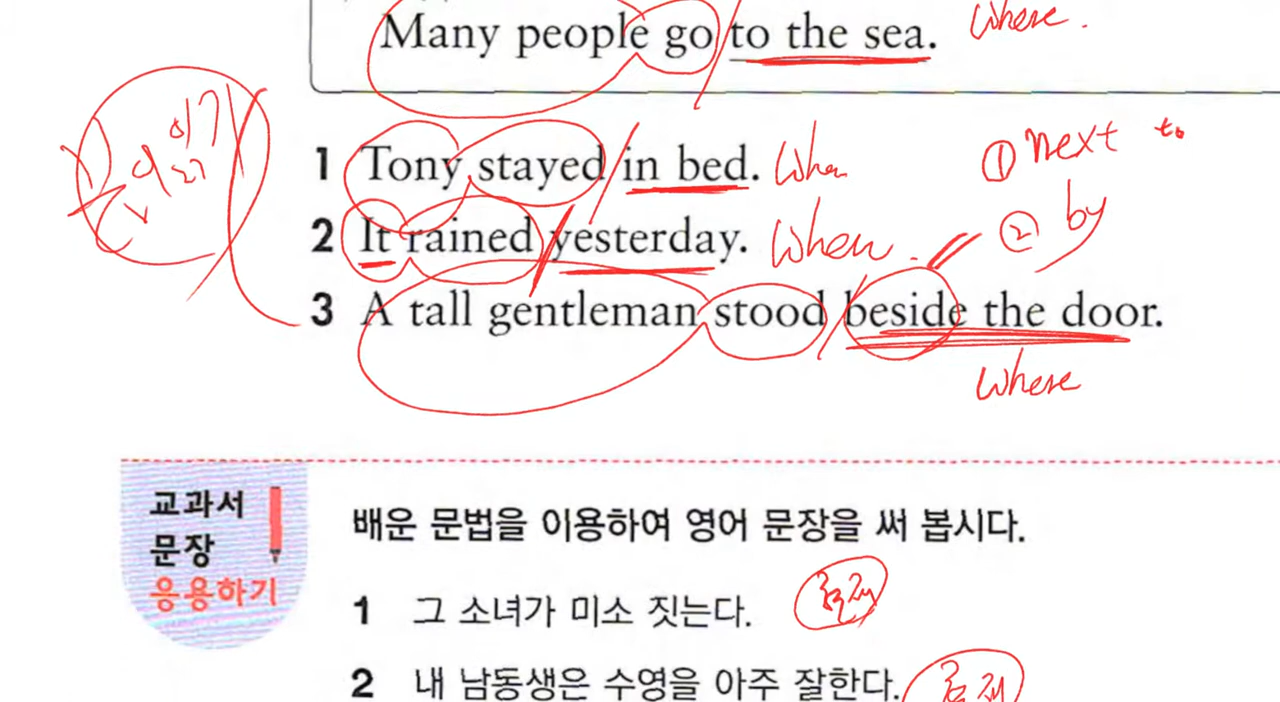 Many people go to the sea. Where.
1 Tony stayed in bed.
① next to
2 It rained yesterday. When.
② by
3 A tall gentleman stood beside the door.
Where
교과서
문장
응용하기
배운 문법을 이용하여 영어 문장을 써 봅시다.
1 그 소녀가 미소 짓는다.
2 내 남동생은 수영을 아주 잘한다.